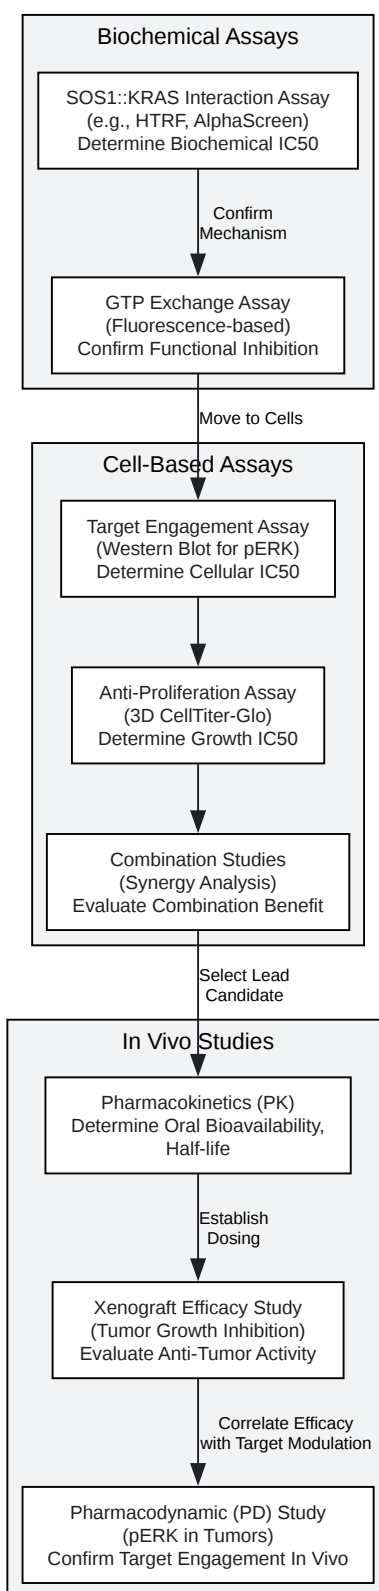 Biochemical Assays
SOS1::KRAS Interaction Assay
(e.g., HTRF, AlphaScreen)
Determine Biochemical IC50
Confirm
Mechanism
GTP Exchange Assay
(Fluorescence-based)
Confirm Functional Inhibition
Move to Cells
Cell-Based Assays
Target Engagement Assay
(Western Blot for pERK)
Determine Cellular IC50
Anti-Proliferation Assay
(3D CellTiter-Glo)
Determine Growth IC50
Combination Studies
(Synergy Analysis)
Evaluate Combination Benefit
Select Lead
Candidate
In Vivo Studies
Pharmacokinetics (PK)
Determine Oral Bioavailability,
Half-life
Establish
Dosing
Xenograft Efficacy Study
(Tumor Growth Inhibition)
Evaluate Anti-Tumor Activity
Correlate Efficacy
with Target Modulation
Pharmacodynamic (PD) Study
(pERK in Tumors)
Confirm Target Engagement In Vivo